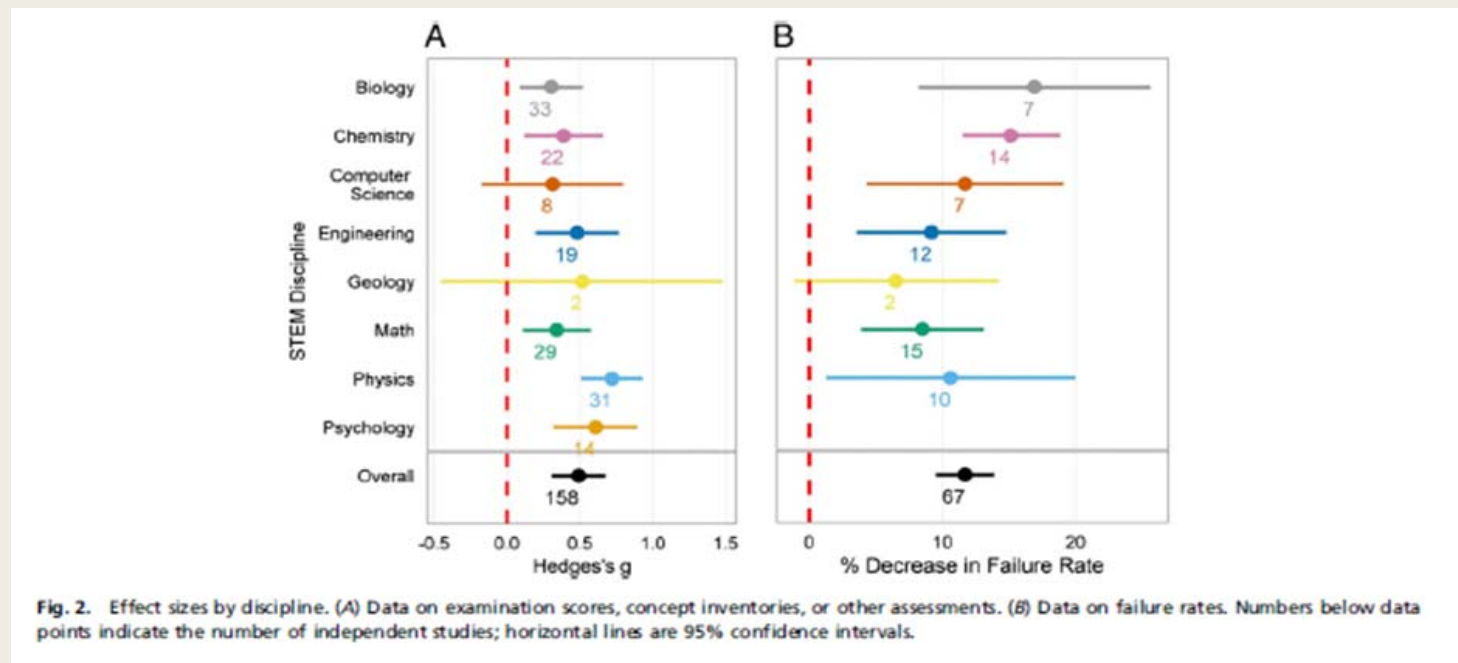 A
B
Biology
33
7
Chemistry
22
14
Computer
Science
8
7
Engineering
19
12
Geology
2
2
Math
29
15
Physics
31
10
Psychology
14
Overall
158
67
STEM Discipline
-0.5 0.0 0.5 1.0 1.5
0 10 20
Hedges's g
% Decrease in Failure Rate
Fig. 2. Effect sizes by discipline. (A) Data on examination scores, concept inventories, or other assessments. (B) Data on failure rates. Numbers below data
points indicate the number of independent studies; horizontal lines are 95% confidence intervals.